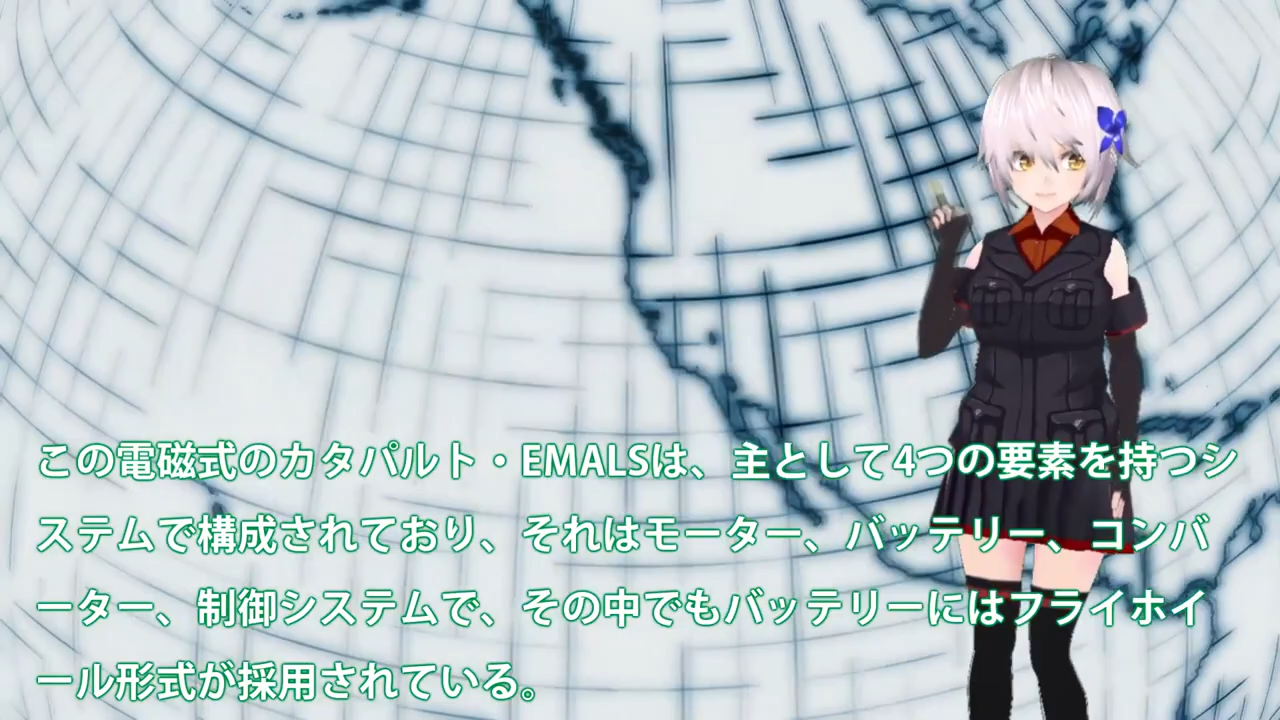 この電磁式のカタパルト・EMALSは、主として4つの要素を持つシ
ステムで構成されており、それはモーター、バッテリー、コンバ
ーター、制御システムで、その中でもバッテリーにはフライホイ
ール形式が採用されている。